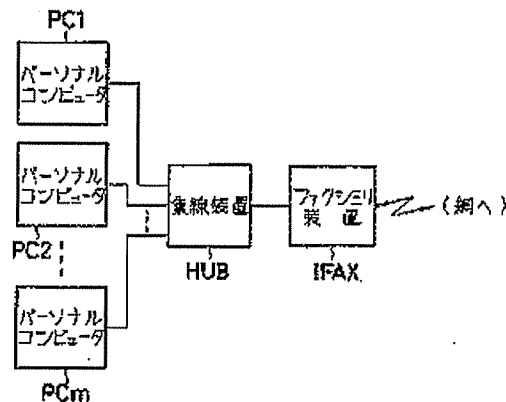 PC1
パーソナル
コンピュータ
パーソナル
コンピュータ
PC2
集線装置
HUB
ファクシミリ
装置
IFAX
(網へ)
パーソナル
コンピュータ
PCm